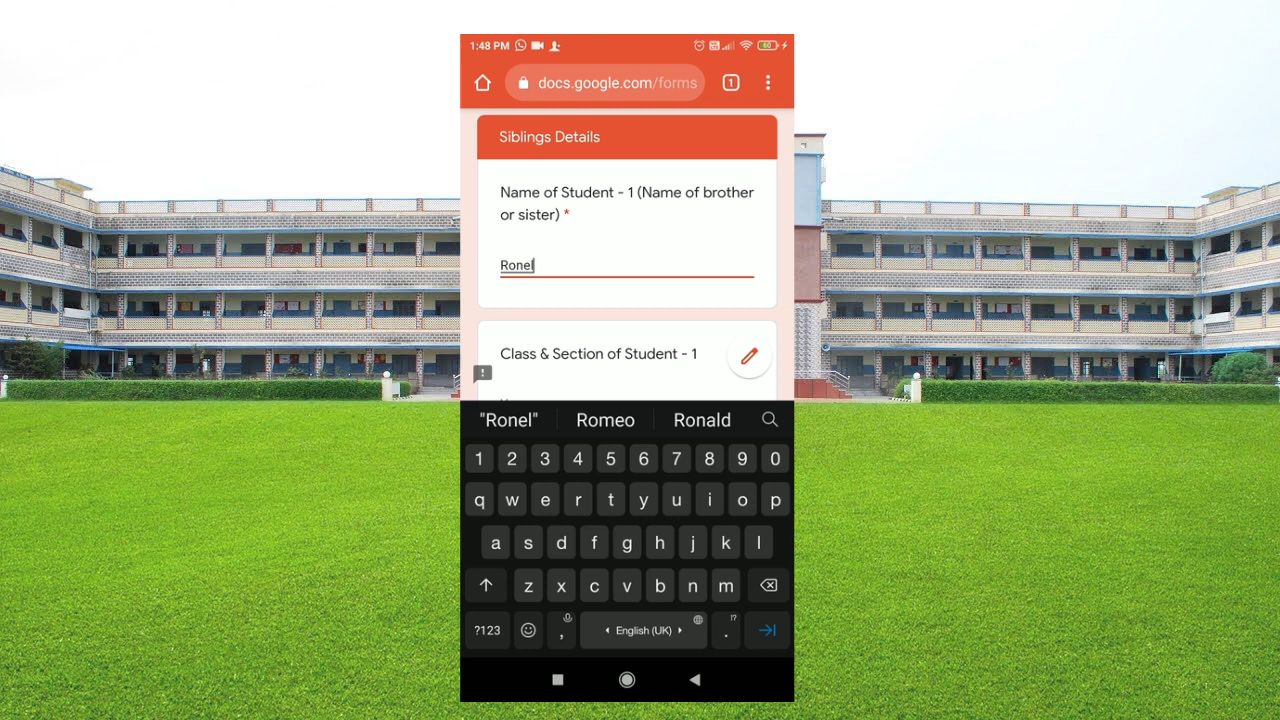 1:48 PM
60
docs.google.com/forms
1
Siblings Details
Name of Student - 1 (Name of brother
or sister) *
Ronel
Class & Section of Student - 1
"Ronel" Romeo Ronald
1 2 3 4 5 6 7 8 9 0
q w e r t y u i o p
a s d f g h j k l
z x c v b n m
?123 , English (UK) . !?